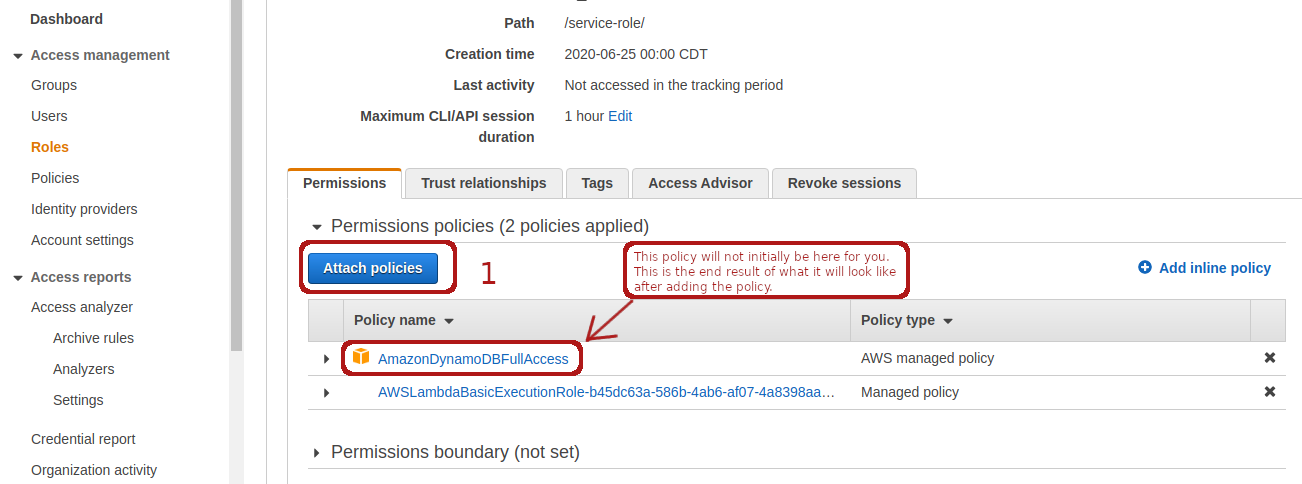 Dashboard
Access management
Groups
Users
Roles
Policies
Identity providers
Account settings
Access reports
Access analyzer
Archive rules
Analyzers
Settings
Credential report
Organization activity
Path /service-role/
Creation time 2020-06-25 00:00 CDT
Last activity Not accessed in the tracking period
Maximum CLI/API session 1 hour Edit
duration
Permissions Trust relationships Tags Access Advisor Revoke sessions
Permissions policies (2 policies applied)
Attach policies 1
This policy will not initially be here for you.
This is the end result of what it will look like
after adding the policy.
Add inline policy
Policy name Policy type
AmazonDynamoDBFullAccess AWS managed policy
AWSLambdaBasicExecutionRole-b45dc63a-586b-4ab6-af07-4a8398aa… Managed policy
Permissions boundary (not set)